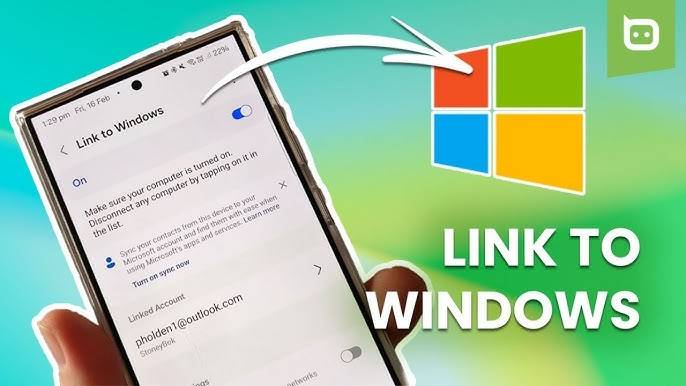 1:29 pm Fri, 16 Feb
22%
Link to Windows
On
Make sure your computer is turned on.
Disconnect any computer by tapping on it in
the list.
Sync your contacts from this device to your
Microsoft account and find them with ease when
using Microsoft's apps and services. Learn more
Turn on sync now
Linked Account
pholden1@outlook.com
StoneyBok
networks
LINK TO
WINDOWS